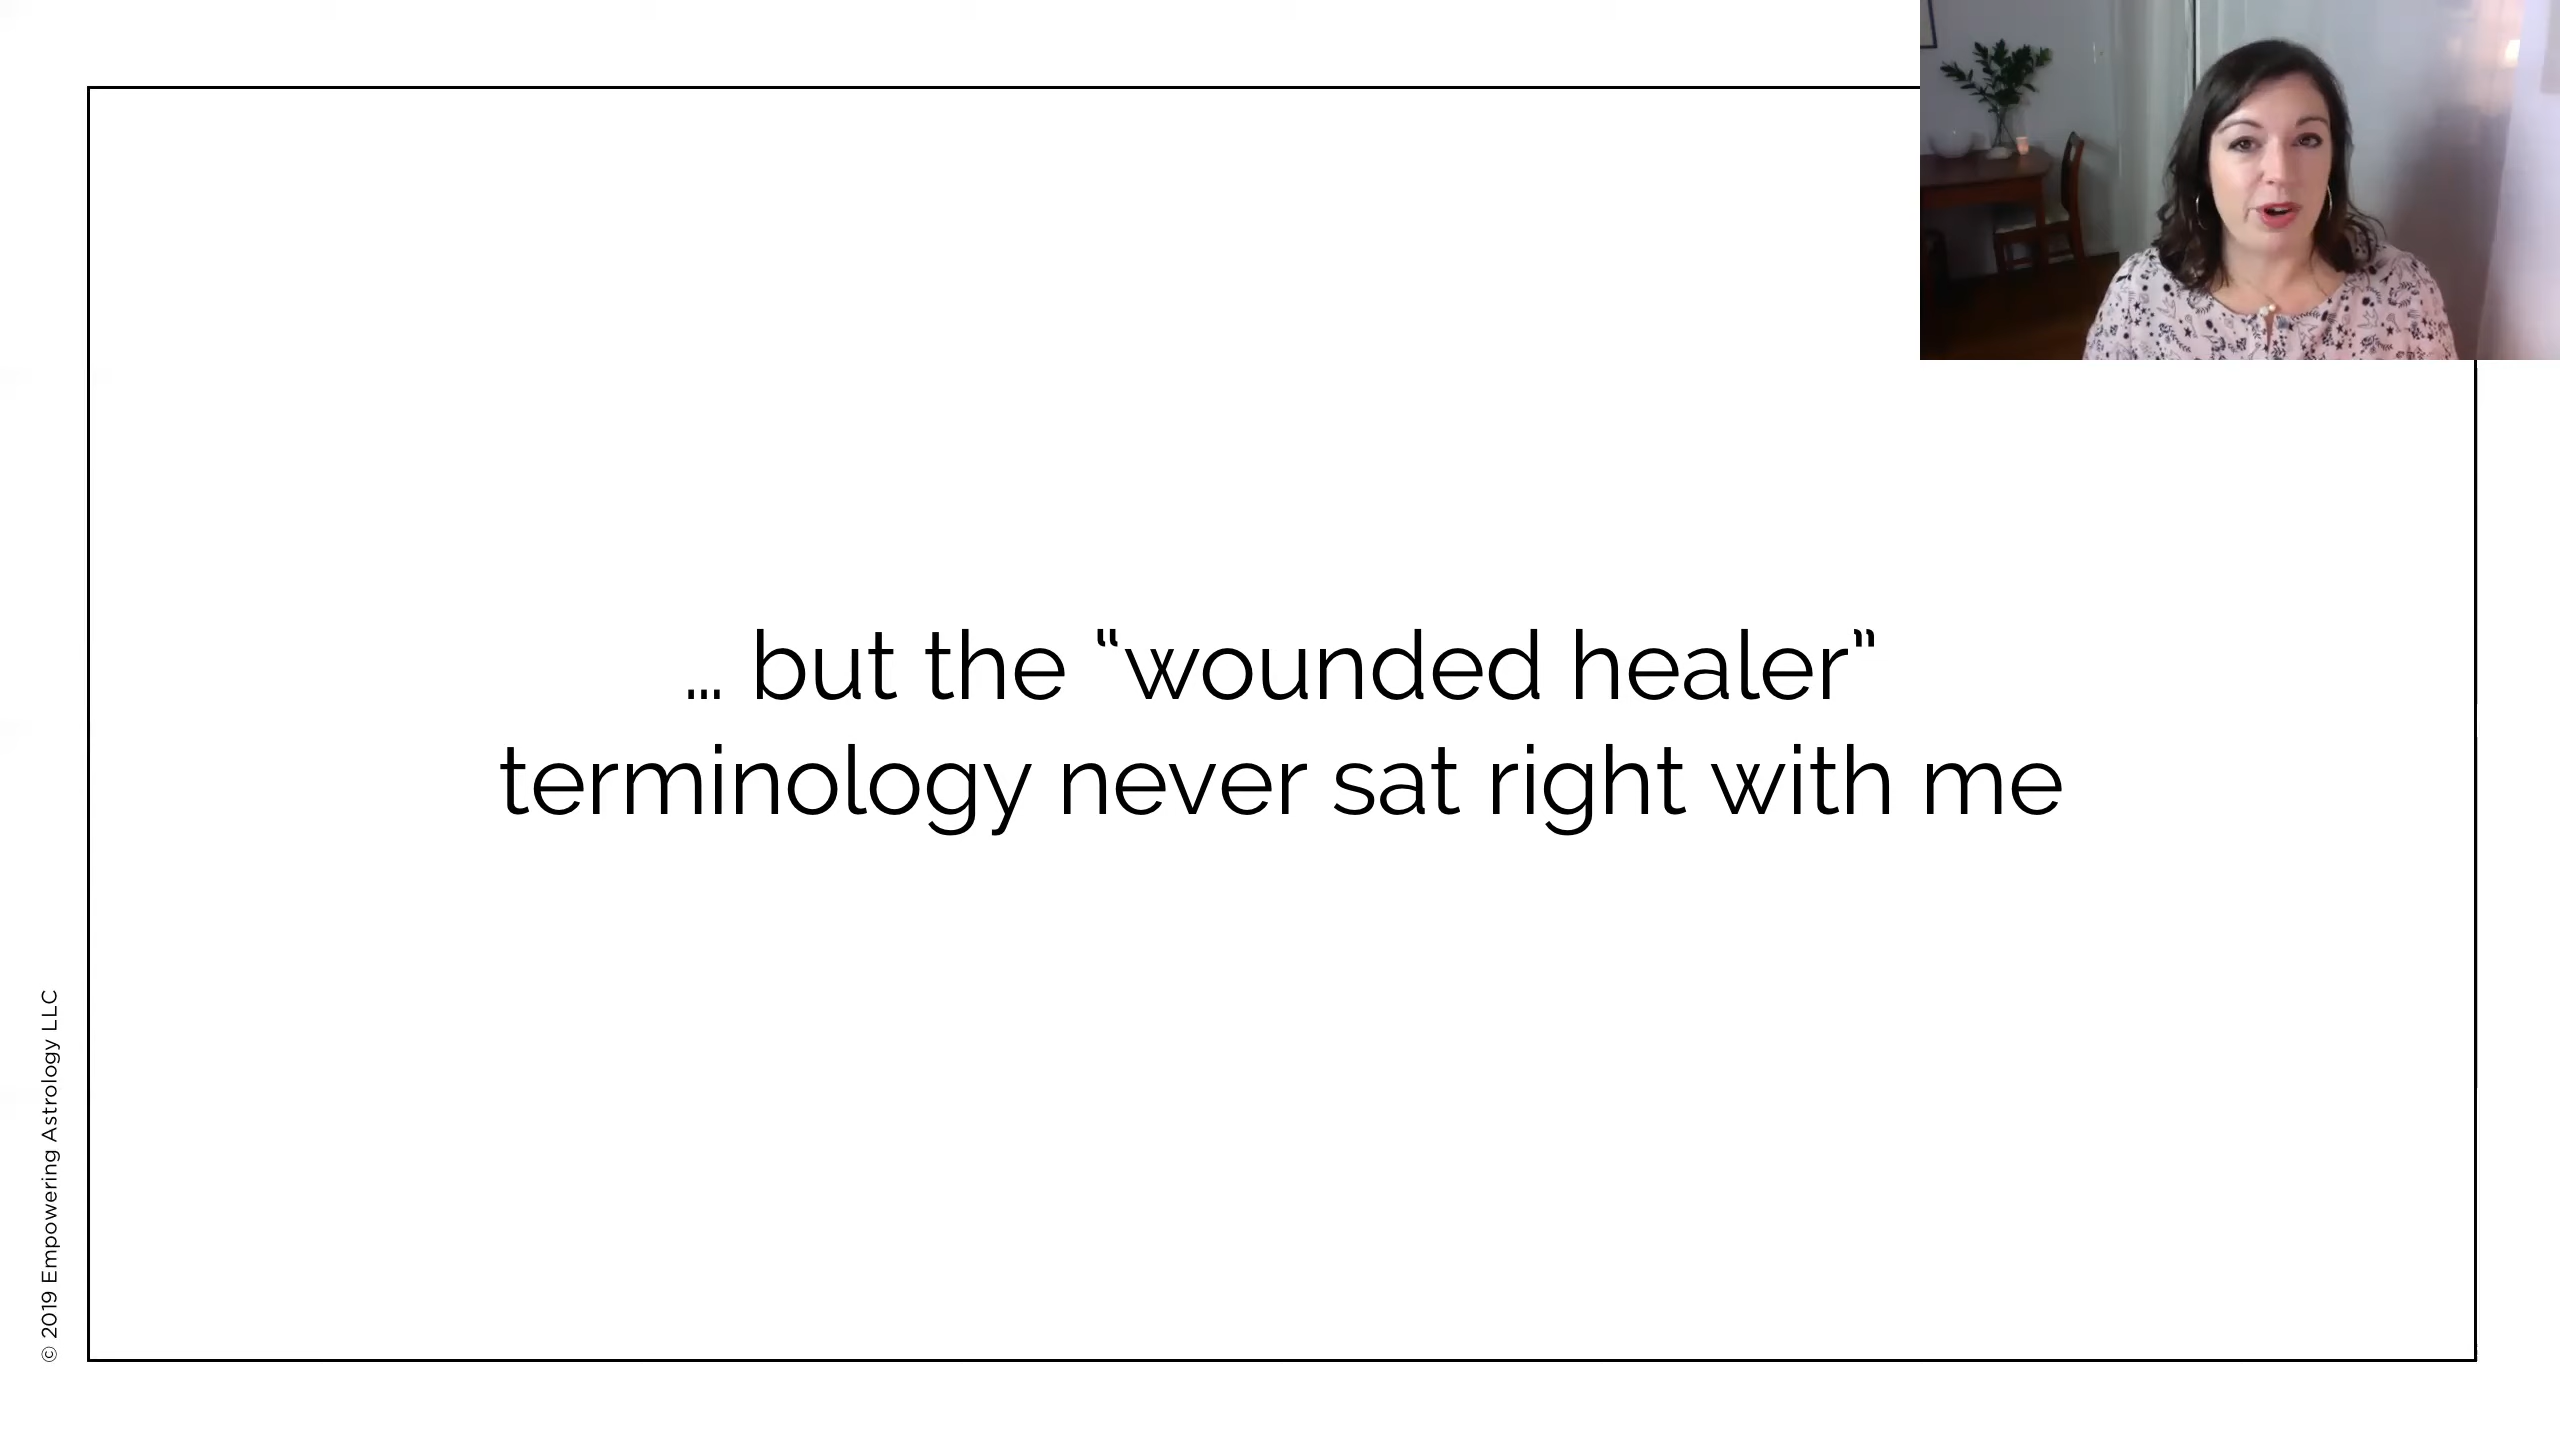 … but the “wounded healer”
terminology never sat right with me
© 2019 Empowering Astrology LLC